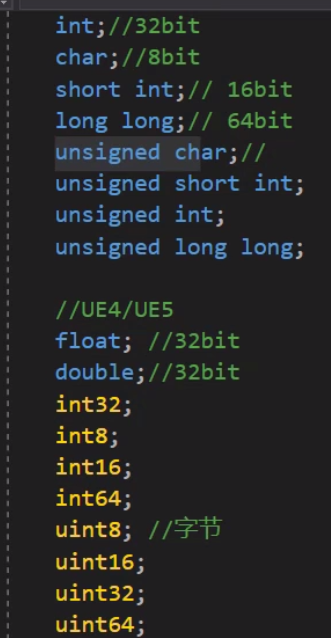 int;//32bit
char;//8bit
short int;// 16bit
long long;// 64bit
unsigned char;//
unsigned short int;
unsigned int;
unsigned long long;
//UE4/UE5
float; //32bit
double;//32bit
int32;
int8;
int16;
int64;
uint8; //字节
uint16;
uint32;
uint64;